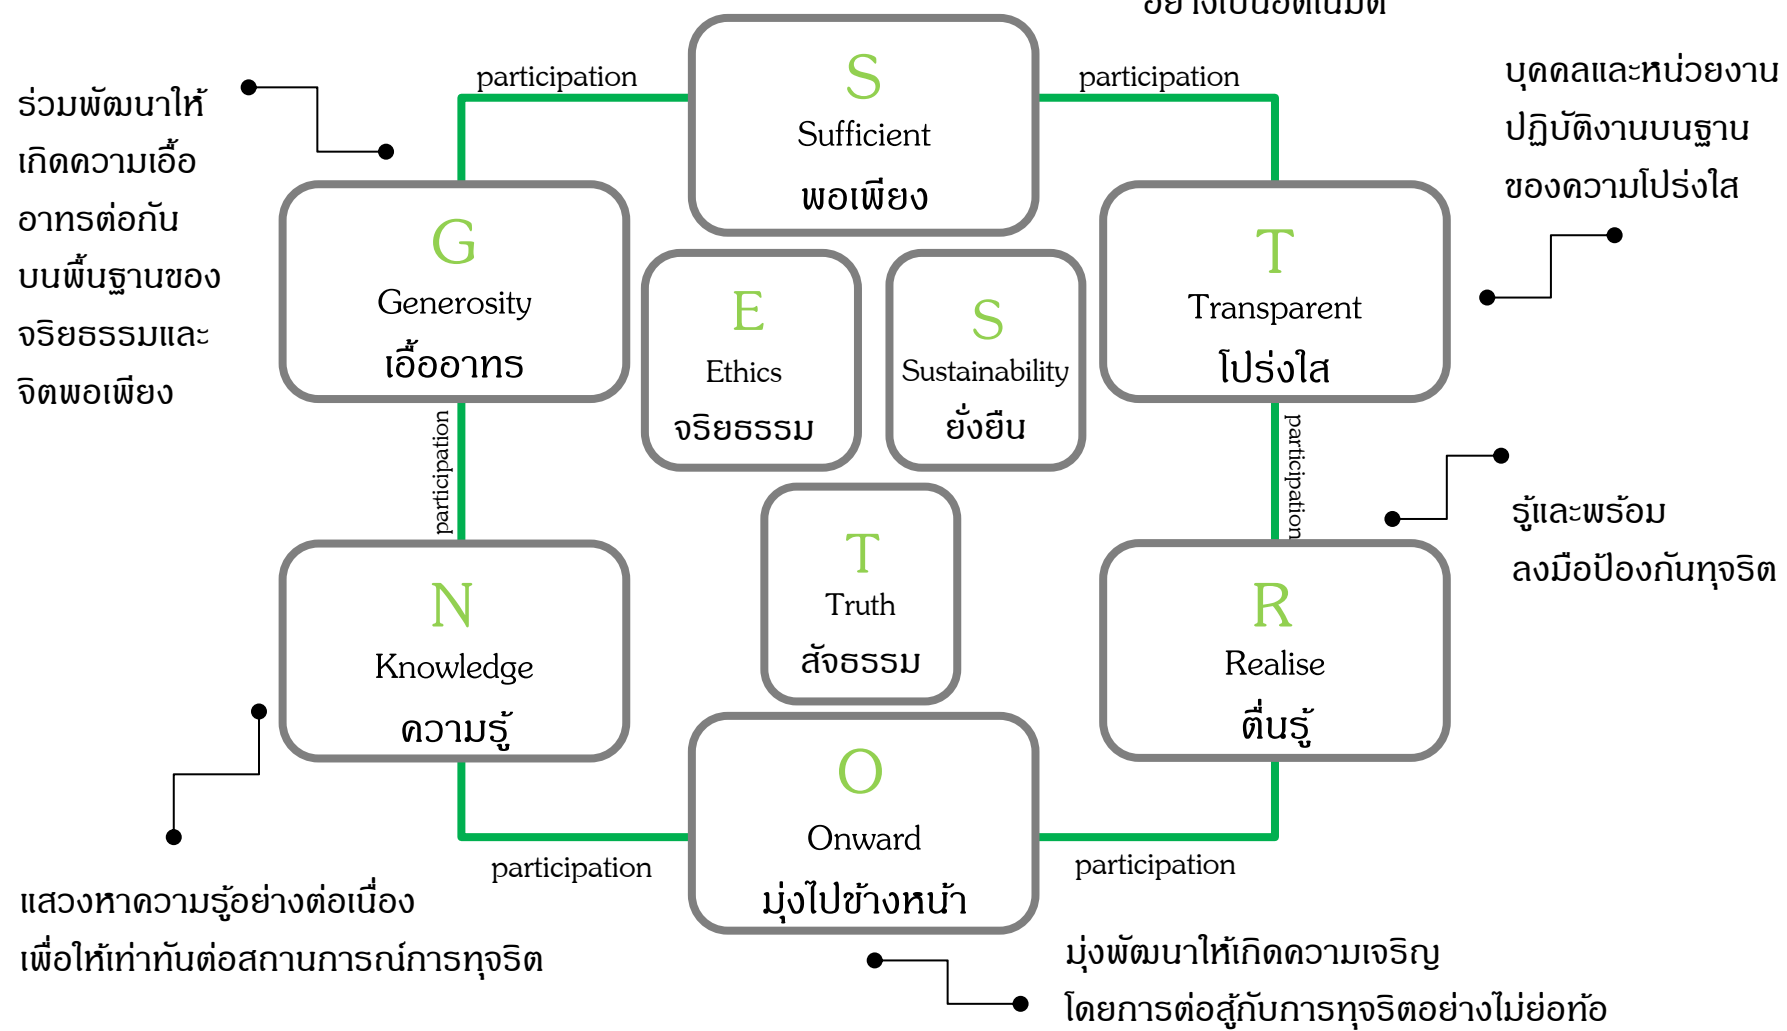 อย่างเป็นอัตโนมัติ
participation
S
Sufficient
พอเพียง
participation
บุคคลและหน่วยงาน
ปฏิบัติงานบนฐาน
ของความโปร่งใส
ร่วมพัฒนาให้
เกิดความเอื้อ
อาทรต่อกัน
บนพื้นฐานของ
จริยธรรมและ
จิตพอเพียง
G
Generosity
เอื้ออาทร
E
Ethics
จริยธรรม
S
Sustainability
ยั่งยืน
T
Transparent
โปร่งใส
participation
participation
รู้และพร้อม
ลงมือป้องกันทุจริต
N
Knowledge
ความรู้
T
Truth
สัจธรรม
R
Realise
ตื่นรู้
O
Onward
มุ่งไปข้างหน้า
participation
participation
แสวงหาความรู้อย่างต่อเนื่อง
เพื่อให้เท่าทันต่อสถานการณ์การทุจริต
มุ่งพัฒนาให้เกิดความเจริญ
โดยการต่อสู้กับการทุจริตอย่างไม่ย่อท้อ